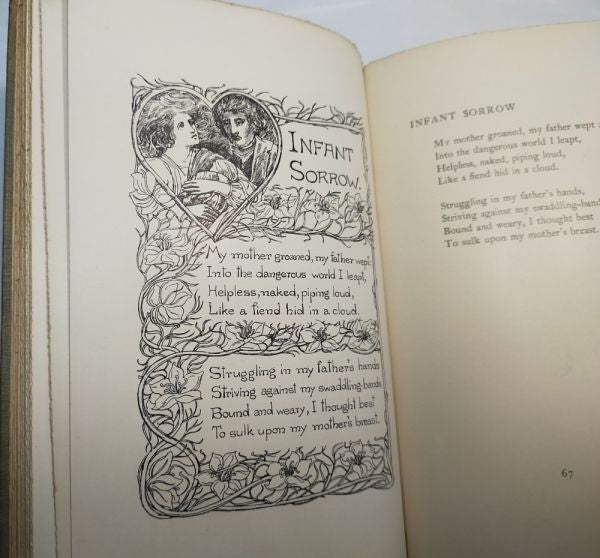 INFANT
SORROW.
My mother groaned, my father wept:
Into the dangerous world I leapt,
Helpless, naked, piping loud,
Like a fiend hid in a cloud.
Struggling in my father's hands
Striving against my swaddling-bands
Bound and weary, I thought best
To sulk upon my mother's breast.
INFANT SORROW
My mother groaned, my father wept:
Into the dangerous world I leapt,
Helpless, naked, piping loud,
Like a fiend hid in a cloud.
Struggling in my father's hands,
Striving against my swaddling-band
Bound and weary, I thought best
To sulk upon my mother's breast.
67